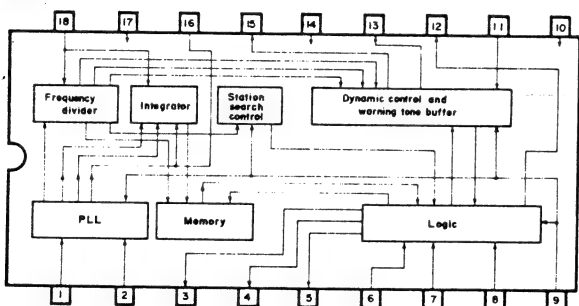 18 17 16 15 14 13 12 11 10
Frequency
divider
Integrator
Station
search
control
Dynamic control and
warning tone buffer
PLL
Memory
Logic
1 2 3 4 5 6 7 8 9